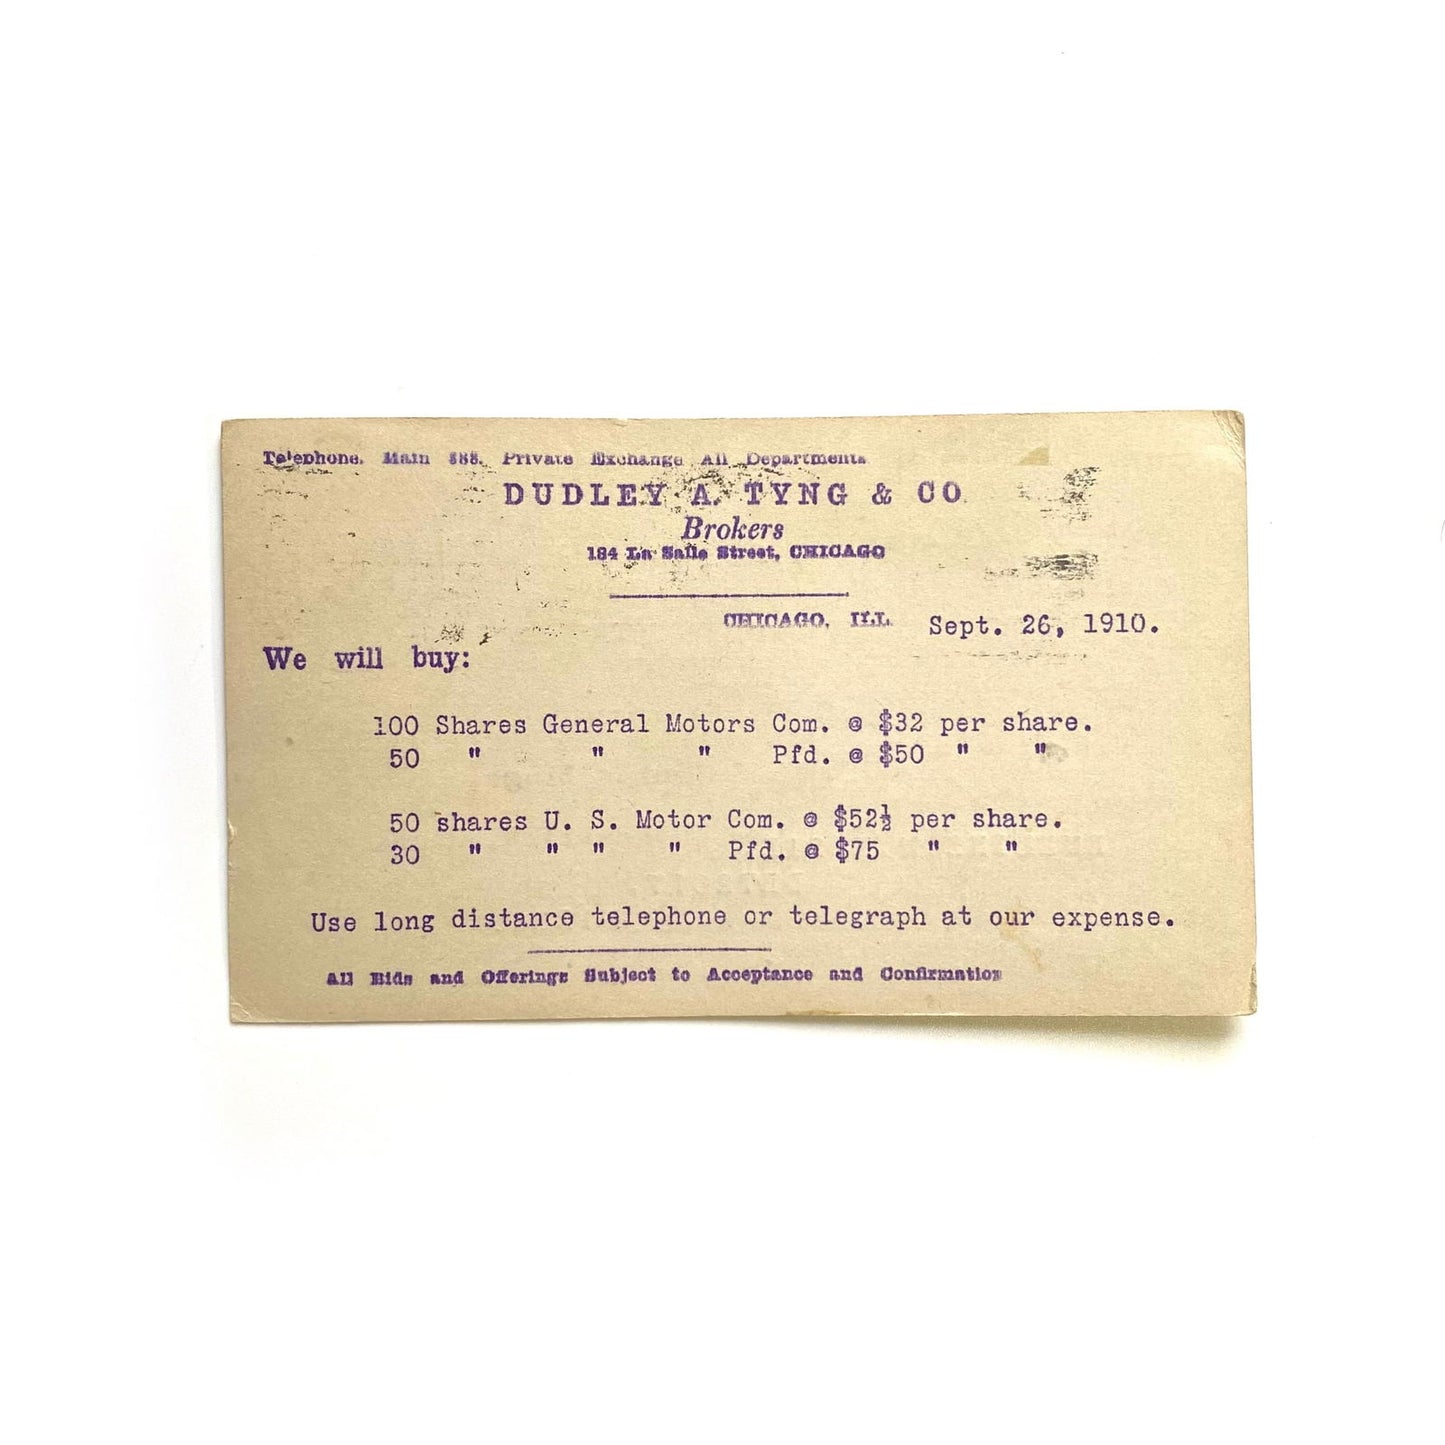 Telephone. Main 888. Private Exchange All Departments
DUDLEY A. TYNG & CO
Brokers
184 La Salle Street, CHICAGO
CHICAGO, ILL. Sept. 26, 1910.
We will buy:
100 Shares General Motors Com. @ $32 per share.
50 " " " Pfd. @ $50 " "
50 shares U. S. Motor Com. @ $52½ per share.
30 " " " " Pfd. @ $75 " "
Use long distance telephone or telegraph at our expense.
All Bids and Offerings Subject to Acceptance and Confirmation